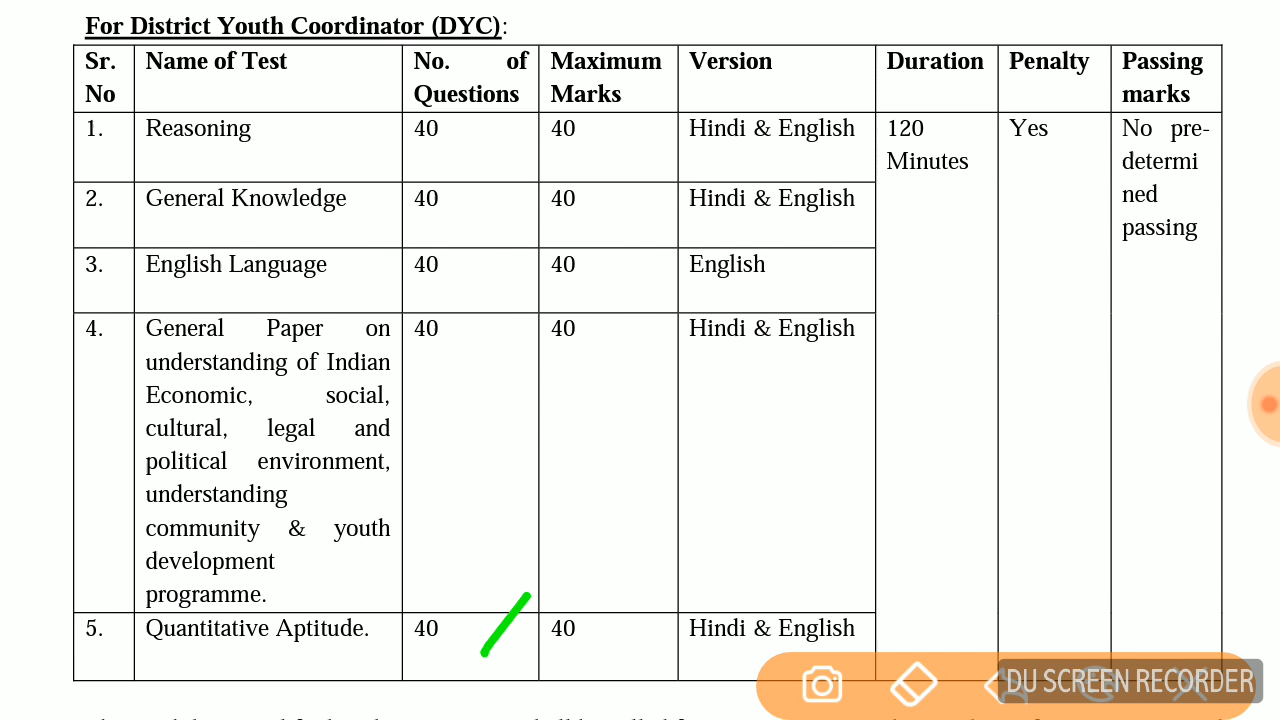 For District Youth Coordinator (DYC):
Sr. No | Name of Test | No. of Questions | Maximum Marks | Version | Duration | Penalty | Passing marks
1. | Reasoning | 40 | 40 | Hindi & English | 120 Minutes | Yes | No pre-determi ned passing
2. | General Knowledge | 40 | 40 | Hindi & English
3. | English Language | 40 | 40 | English
4. | General Paper on understanding of Indian Economic, social, cultural, legal and political environment, understanding community & youth development programme. | 40 | 40 | Hindi & English
5. | Quantitative Aptitude. | 40 | 40 | Hindi & English
DU SCREEN RECORDER